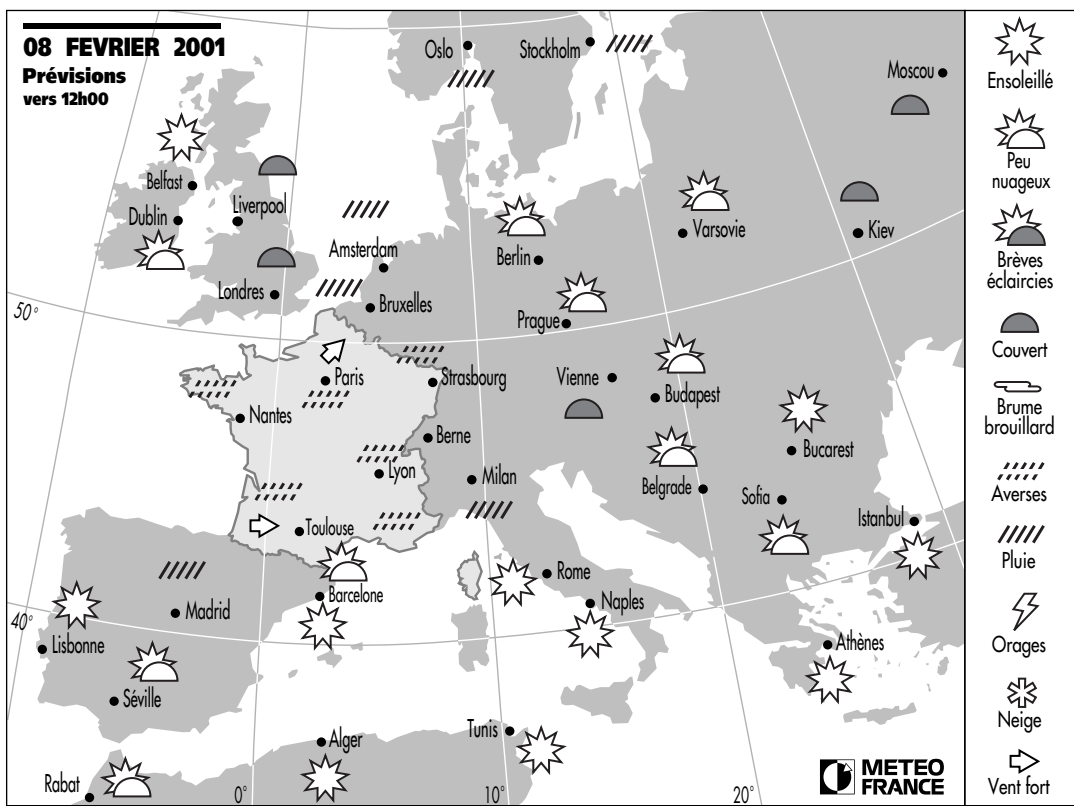 08 FEVRIER 2001
Prévisions
vers 12h00
Oslo
Stockholm
Moscou
Belfast
Dublin
Liverpool
Amsterdam
Berlin
Varsovie
Kiev
Londres
Bruxelles
50°
Prague
Paris
Strasbourg
Vienne
Budapest
Nantes
Berne
Bucarest
Lyon
Milan
Belgrade
Sofia
Istanbul
Toulouse
Rome
Barcelone
Naples
40°
Madrid
Lisbonne
Athènes
Séville
Alger
Tunis
Rabat
0°
10°
20°
METEO
FRANCE
Ensoleillé
Peu
nuageux
Brèves
éclaircies
Couvert
Brume
brouillard
Averses
Pluie
Orages
Neige
Vent fort